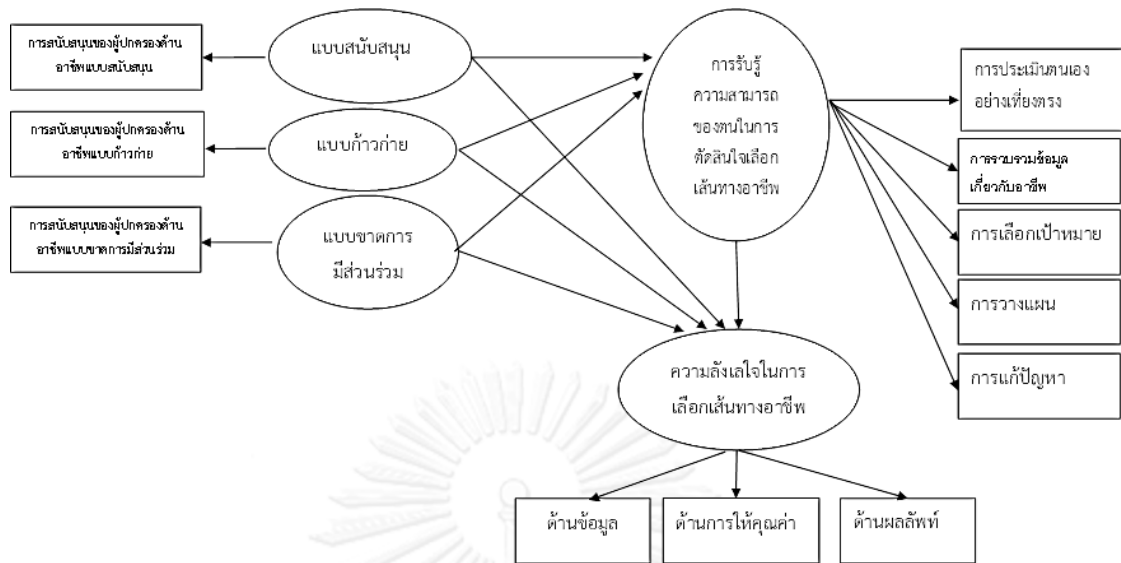 การสนับสนุนของผู้ปกครองด้าน
อาชีพแบบสนับสนุน
แบบสนับสนุน
การสนับสนุนของผู้ปกครองด้าน
อาชีพแบบก้าวก่าย
แบบก้าวก่าย
การสนับสนุนของผู้ปกครองด้าน
อาชีพแบบขาดการมีส่วนร่วม
แบบขาดการ
มีส่วนร่วม
การรับรู้
ความสามารถ
ของตนในการ
ตัดสินใจเลือก
เส้นทางอาชีพ
การประเมินตนเอง
อย่างเที่ยงตรง
การรวบรวมข้อมูล
เกี่ยวกับอาชีพ
การเลือกเป้าหมาย
การวางแผน
การแก้ปัญหา
ความลังเลใจในการ
เลือกเส้นทางอาชีพ
ด้านข้อมูล
ด้านการให้คุณค่า
ด้านผลลัพท์